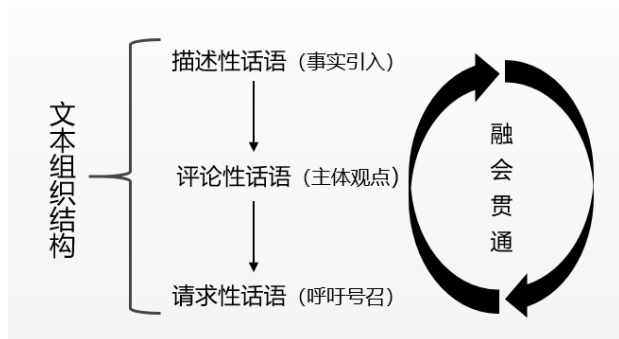 文本组织结构
描述性话语（事实引入）
评论性话语（主体观点）
请求性话语（呼吁号召）
融会贯通